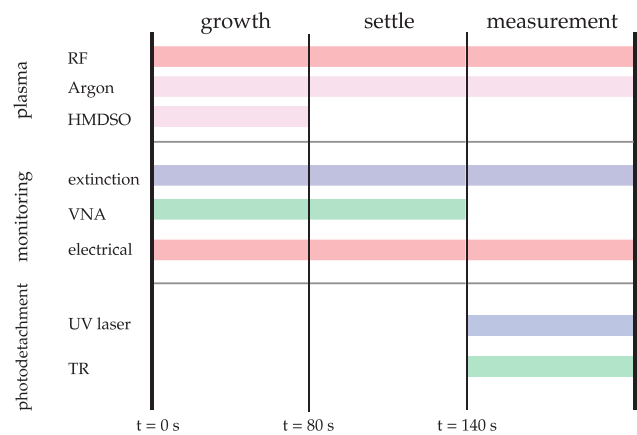 growth settle measurement
plasma
RF
Argon
HMDSO
monitoring
extinction
VNA
electrical
photodetachment
UV laser
TR
t = 0 s t = 80 s t = 140 s